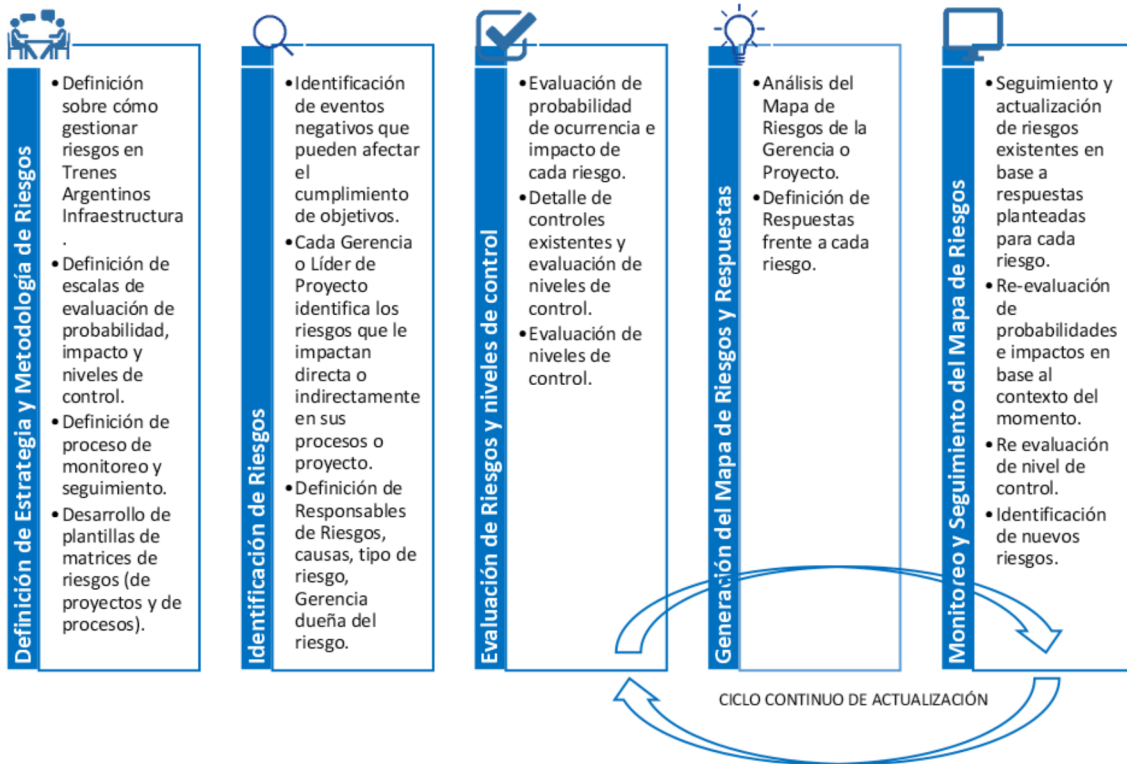 Definición de Estrategia y Metodología de Riesgos
•Definición
sobre cómo
gestionar
riesgos en
Trenes
Argentinos
Infraestructura
.
•Definición de
escalas de
evaluación de
probabilidad,
impacto y
niveles de
control.
•Definición de
proceso de
monitoreo y
seguimiento.
•Desarrollo de
plantillas de
matrices de
riesgos (de
proyectos y de
procesos).
Identificación de Riesgos
•Identificación
de eventos
negativos que
pueden afectar
el
cumplimiento
de objetivos.
•Cada Gerencia
o Líder de
Proyecto
identifica los
riesgos que le
impactan
directa o
indirectamente
en sus
procesos o
proyecto.
•Definición de
Responsables
de Riesgos,
causas, tipo de
riesgo,
Gerencia
dueña del
riesgo.
Evaluación de Riesgos y niveles de control
•Evaluación de
probabilidad
de ocurrencia e
impacto de
cada riesgo.
•Detalle de
controles
existentes y
evaluación de
niveles de
control.
•Evaluación de
niveles de
control.
Generación del Mapa de Riesgos y Respuestas
•Análisis del
Mapa de
Riesgos de la
Gerencia o
Proyecto.
•Definición de
Respuestas
frente a cada
riesgo.
Monitoreo y Seguimiento del Mapa de Riesgos
•Seguimiento y
actualización
de riesgos
existentes en
base a
respuestas
planteadas
para cada
riesgo.
•Re-evaluación
de
probabilidades
e impactos en
base al
contexto del
momento.
•Re evaluación
de nivel de
control.
•Identificación
de nuevos
riesgos.
CICLO CONTINUO DE ACTUALIZACIÓN